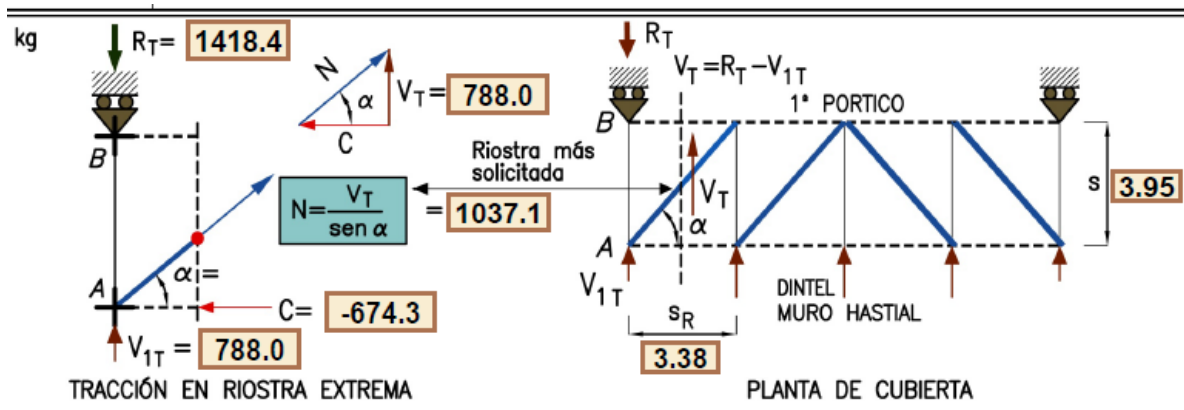 kg
R_T= 1418.4
N
α
V_T= 788.0
C
B
Riostra más
solicitada
N= V_T / sen α = 1037.1
α=
A
C= -674.3
V_1T = 788.0
TRACCIÓN EN RIOSTRA EXTREMA
R_T
V_T=R_T-V_1T
1ª PORTICO
B
V_T
s 3.95
α
A
V_1T
DINTEL
MURO HASTIAL
s_R
3.38
PLANTA DE CUBIERTA